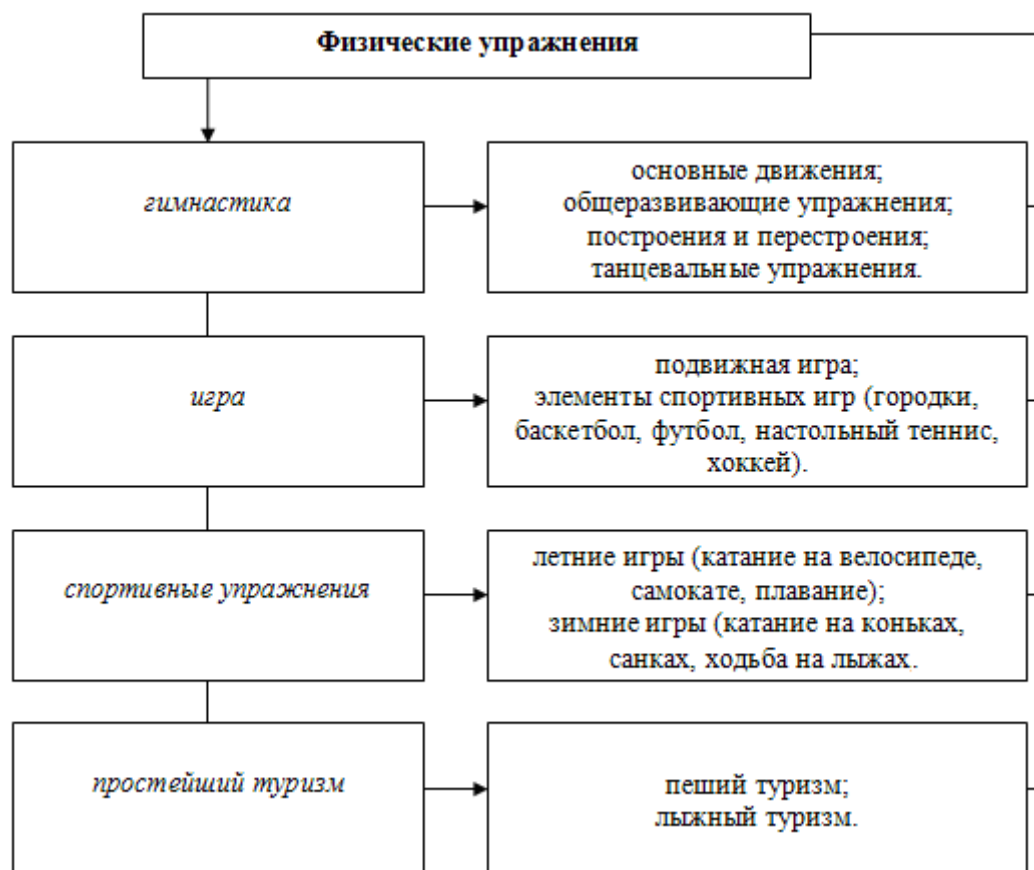 Физические упражнения
гимнастика
основные движения;
общеразвивающие упражнения;
построения и перестроения;
танцевальные упражнения.
игра
подвижная игра;
элементы спортивных игр (городки,
баскетбол, футбол, настольный теннис,
хоккей).
спортивные упражнения
летние игры (катание на велосипеде,
самокате, плавание);
зимние игры (катание на коньках,
санках, ходьба на лыжах.
простейший туризм
пеший туризм;
лыжный туризм.